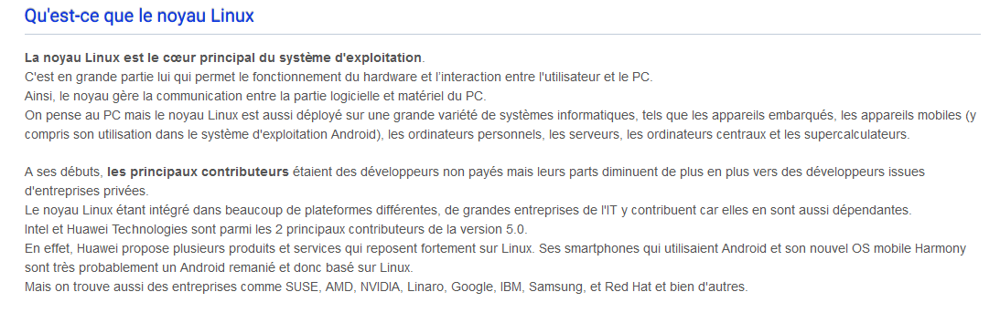 Qu'est-ce que le noyau Linux
La noyau Linux est le cœur principal du système d'exploitation.
C'est en grande partie lui qui permet le fonctionnement du hardware et l'interaction entre l'utilisateur et le PC.
Ainsi, le noyau gère la communication entre la partie logicielle et matériel du PC.
On pense au PC mais le noyau Linux est aussi déployé sur une grande variété de systèmes informatiques, tels que les appareils embarqués, les appareils mobiles (y
compris son utilisation dans le système d'exploitation Android), les ordinateurs personnels, les serveurs, les ordinateurs centraux et les supercalculateurs.
A ses débuts, les principaux contributeurs étaient des développeurs non payés mais leurs parts diminuent de plus en plus vers des développeurs issues
d'entreprises privées.
Le noyau Linux étant intégré dans beaucoup de plateformes différentes, de grandes entreprises de l'IT y contribuent car elles en sont aussi dépendantes.
Intel et Huawei Technologies sont parmi les 2 principaux contributeurs de la version 5.0.
En effet, Huawei propose plusieurs produits et services qui reposent fortement sur Linux. Ses smartphones qui utilisaient Android et son nouvel OS mobile Harmony
sont très probablement un Android remanié et donc basé sur Linux.
Mais on trouve aussi des entreprises comme SUSE, AMD, NVIDIA, Linaro, Google, IBM, Samsung, et Red Hat et bien d'autres.